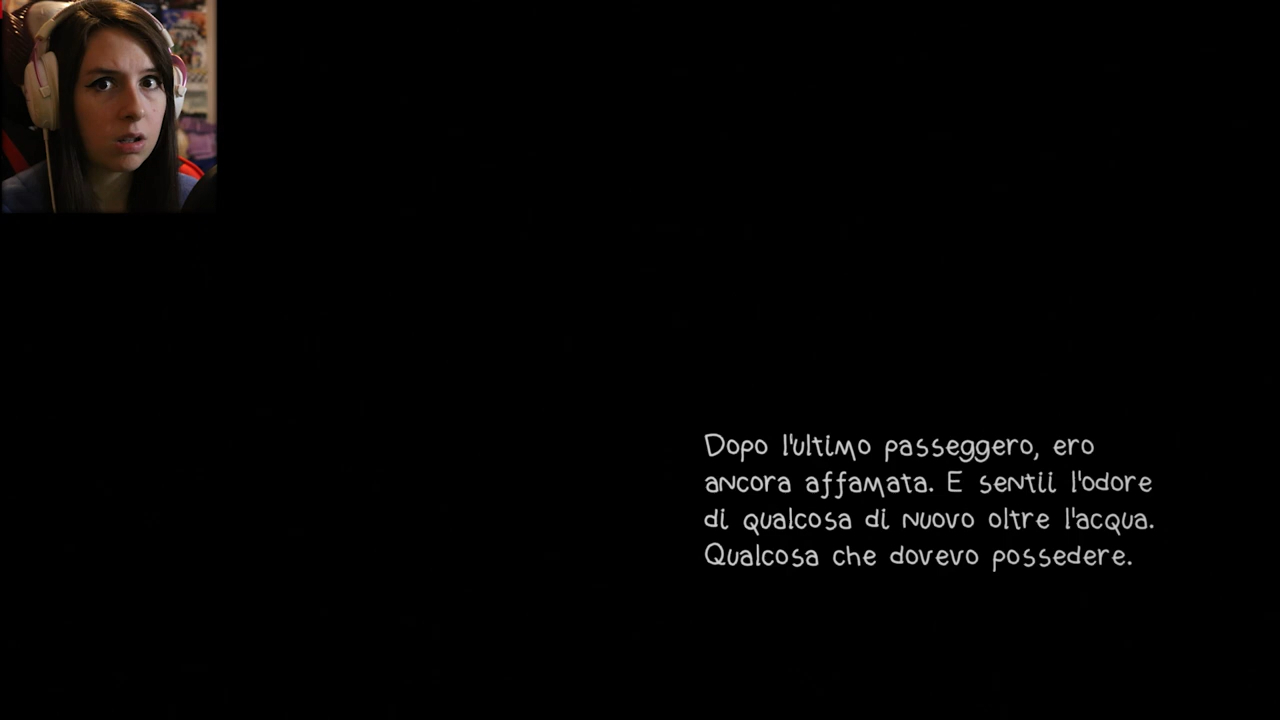 Dopo l'ultimo passeggero, ero
ancora affamata. E sentii l'odore
di qualcosa di nuovo oltre l'acqua.
Qualcosa che dovevo possedere.